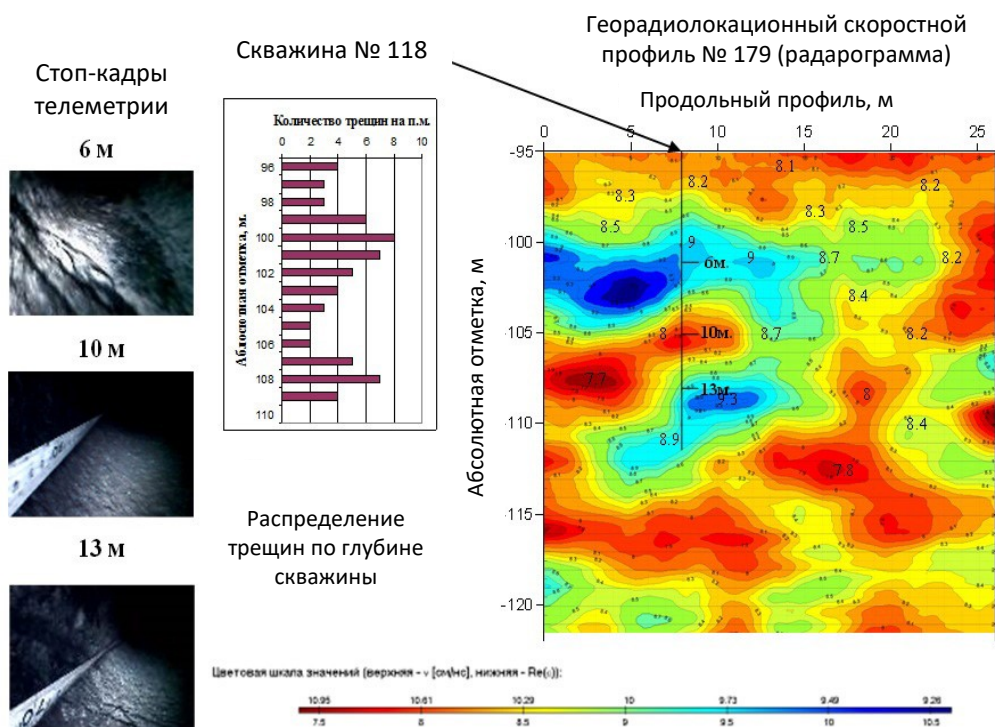 Георадиолокационный скоростной
профиль № 179 (радарограмма)
Скважина № 118
Стоп-кадры
телеметрии
Продольный профиль, м
6 м
10 м
13 м
Количество трещин на п.м.
0 2 4 6 8 10
Абсолютная отметка, м.
96
98
100
102
104
106
108
110
Распределение
трещин по глубине
скважины
0 5 10 15 20 25
Абсолютная отметка, м
-95
-100
-105
-110
-115
-120
8.1
8.2
8.2
8.3
8.3
8.5
8.5
9
9
8.7
8.2
6м.
8.4
8
10м.
8.7
8.2
7.7
13м.
9.3
8
8.4
8.9
7.8
Цветовая шкала значений (верхняя - v [см/нс], нижняя - Re(ε)):
10.95 10.61 10.29 10 9.73 9.49 9.26
7.5 8 8.5 9 9.5 10 10.5